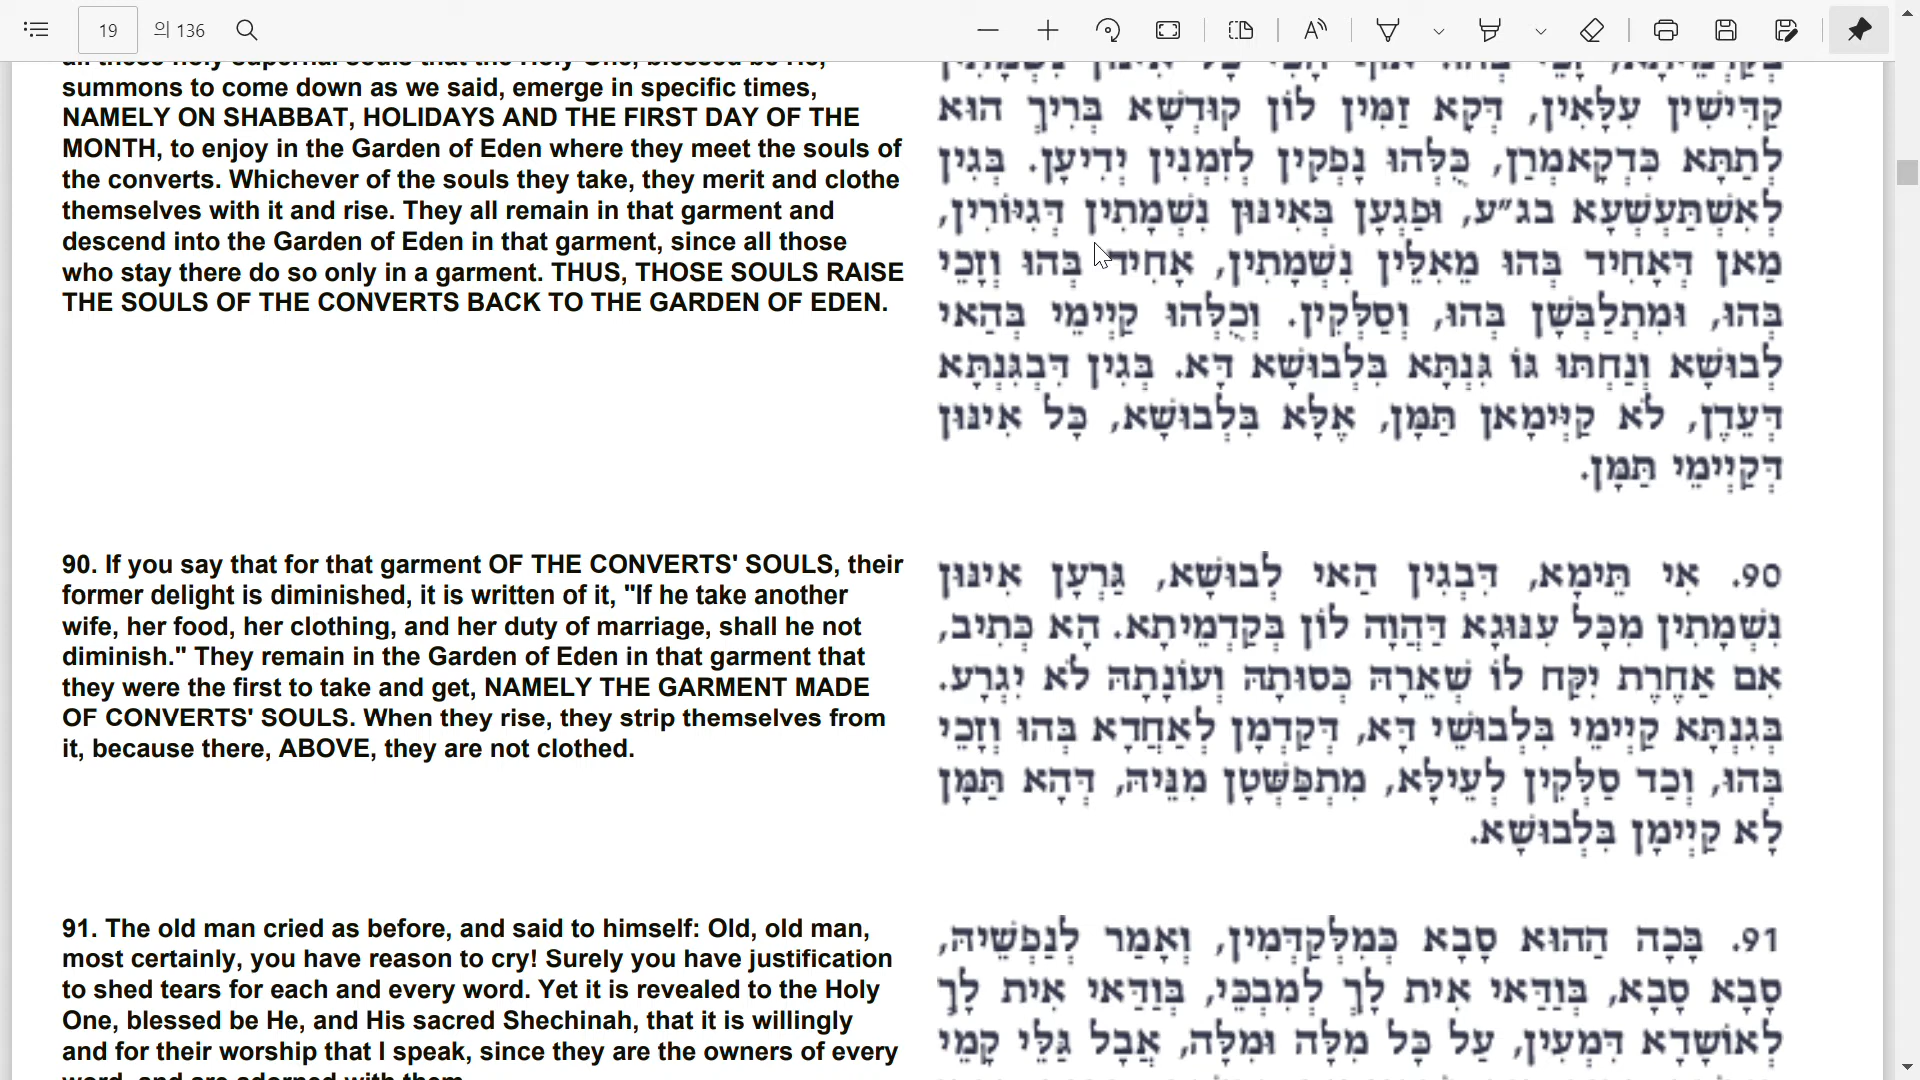 19 의 136
summons to come down as we said, emerge in specific times,
NAMELY ON SHABBAT, HOLIDAYS AND THE FIRST DAY OF THE
MONTH, to enjoy in the Garden of Eden where they meet the souls of
the converts. Whichever of the souls they take, they merit and clothe
themselves with it and rise. They all remain in that garment and
descend into the Garden of Eden in that garment, since all those
who stay there do so only in a garment. THUS, THOSE SOULS RAISE
THE SOULS OF THE CONVERTS BACK TO THE GARDEN OF EDEN.
קַדִּישִׁין עִלָּאִין, דְּקָא זַמִּין לוֹן קוּדְשָׁא בְּרִיךְ הוּא
לְתַתָּא כִּדְקָאַמְרַן, כֻּלְּהוּ נָפְקִין לְזִמְנִין יְדִיעָן. בְּגִין
לְאִשְׁתַּעְשְׁעָא בג״ע, וּפַגְעָן בְּאִינּוּן נִשְׁמָתִין דְּגִיּוֹרִין,
מַאן דְּאָחִיד בְּהוּ מֵאִלֵּין נִשְׁמָתִין, אָחִיד בְּהוּ וְזָכֵי
בְּהוּ, וּמִתְלַבְּשָׁן בְּהוּ, וְסַלְּקִין. וְכֻלְּהוּ קַיְימֵי בְּהַאי
לְבוּשָׁא וְנַחְתּוּ גּוֹ גִּנְתָּא בִּלְבוּשָׁא דָּא. בְּגִין דִּבְגִנְתָּא
דְּעֵדֶן, לֹא קַיְּימָאן תַּמָּן, אֶלָּא בִּלְבוּשָׁא, כָּל אִינּוּן
דְּקַיְימֵי תַּמָּן.
90. If you say that for that garment OF THE CONVERTS' SOULS, their
former delight is diminished, it is written of it, "If he take another
wife, her food, her clothing, and her duty of marriage, shall he not
diminish." They remain in the Garden of Eden in that garment that
they were the first to take and get, NAMELY THE GARMENT MADE
OF CONVERTS' SOULS. When they rise, they strip themselves from
it, because there, ABOVE, they are not clothed.
90. אִי תֵּימָא, דִּבְגִין הַאי לְבוּשָׁא, גַּרְעָן אִינּוּן
נִשְׁמָתִין מִכָּל עִנּוּגָא דַּהֲוָה לוֹן בְּקַדְמֵיתָא. הָא כְּתִיב,
אִם אַחֶרֶת יִקַּח לוֹ שְׁאֵרָהּ כְּסוּתָהּ וְעוֹנָתָהּ לֹא יִגְרָע.
בְּגִנְתָּא קַיְימֵי בִּלְבוּשֵׁי דָּא, דְּקַדְמָן לְאַחֲדָא בְּהוּ וְזָכֵי
בְּהוּ, וְכַד סַלְּקִין לְעֵילָּא, מִתְפַּשְּׁטָן מִנֵּיהּ, דְּהָא תַּמָּן
לָא קַיְימָן בִּלְבוּשָׁא.
91. The old man cried as before, and said to himself: Old, old man,
most certainly, you have reason to cry! Surely you have justification
to shed tears for each and every word. Yet it is revealed to the Holy
One, blessed be He, and His sacred Shechinah, that it is willingly
and for their worship that I speak, since they are the owners of every
91. בָּכָה הַהוּא סָבָא כְּמִלְּקַדְּמִין, וְאָמַר לְנַפְשֵׁיהּ,
סָבָא סָבָא, בְּוַדַּאי אִית לָךְ לְמִבְכֵּי, בְּוַדַּאי אִית לָךְ
לְאוֹשָׁדָא דִּמְעִין, עַל כָּל מִלָּה וּמִלָּה, אֲבָל גַּלֵּי קָמֵי